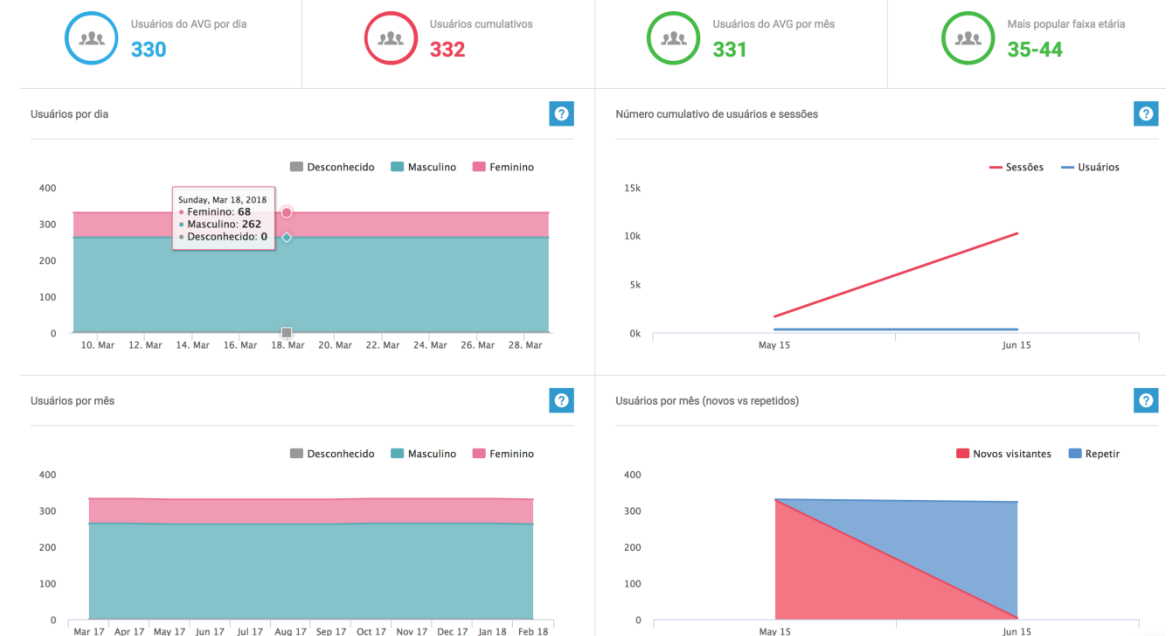 Usuários do AVG por dia
330
Usuários cumulativos
332
Usuários do AVG por mês
331
Mais popular faixa etária
35-44
Usuários por dia
?
Desconhecido Masculino Feminino
400
300
200
100
0
Sunday, Mar 18, 2018
Feminino: 68
Masculino: 262
Desconhecido: 0
10. Mar 12. Mar 14. Mar 16. Mar 18. Mar 20. Mar 22. Mar 24. Mar 26. Mar 28. Mar
Número cumulativo de usuários e sessões
?
Sessões Usuários
15k
10k
5k
0k
May 15 Jun 15
Usuários por mês
?
Desconhecido Masculino Feminino
400
300
200
100
0
Mar 17 Apr 17 May 17 Jun 17 Jul 17 Aug 17 Sep 17 Oct 17 Nov 17 Dec 17 Jan 18 Feb 18
Usuários por mês (novos vs repetidos)
?
Novos visitantes Repetir
400
300
200
100
0
May 15 Jun 15